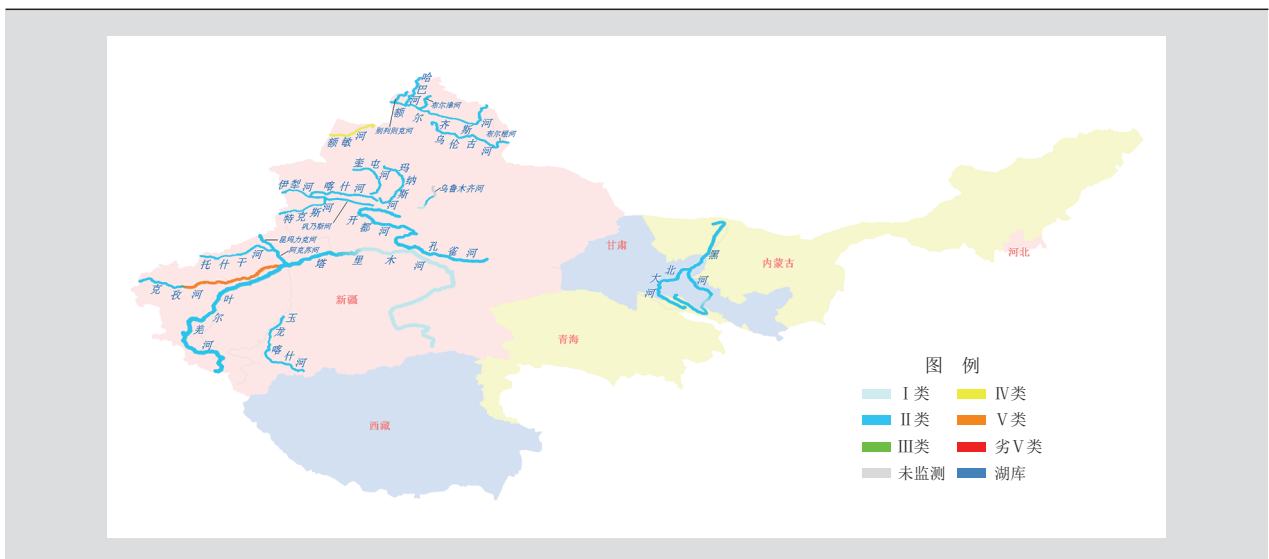 哈巴河
布尔津河
额尔齐斯河
别列则克河
额敏河
乌伦古河
布尔根河
奎屯河
玛纳斯河
乌鲁木齐河
伊犁河
喀什河
特克斯河
巩乃斯河
开都河
孔雀河
昆玛力克河
阿克苏河
托什干河
塔里木河
克孜河
叶尔羌河
玉龙喀什河
黑河
北大河
新疆
甘肃
内蒙古
河北
青海
西藏
图 例
Ⅰ类
Ⅳ类
Ⅱ类
Ⅴ类
Ⅲ类
劣Ⅴ类
未监测
湖库